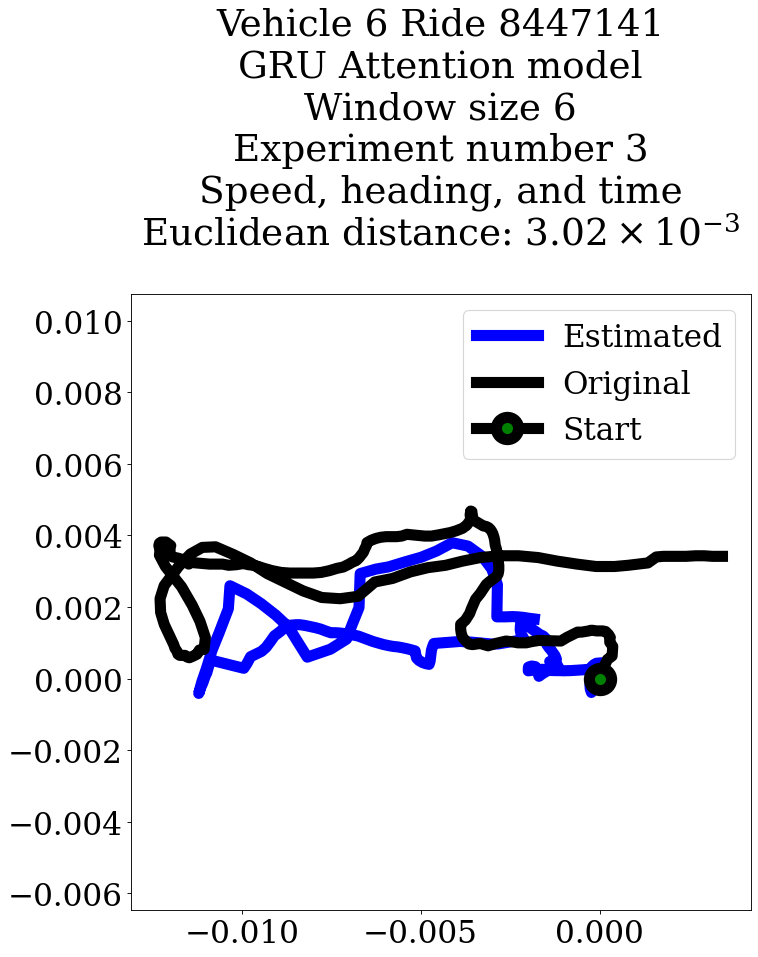 Vehicle 6 Ride 8447141
GRU Attention model
Window size 6
Experiment number 3
Speed, heading, and time
Euclidean distance: 3.02 × 10⁻³
Estimated
Original
Start
0.010
0.008
0.006
0.004
0.002
0.000
−0.002
−0.004
−0.006
−0.010
−0.005
0.000